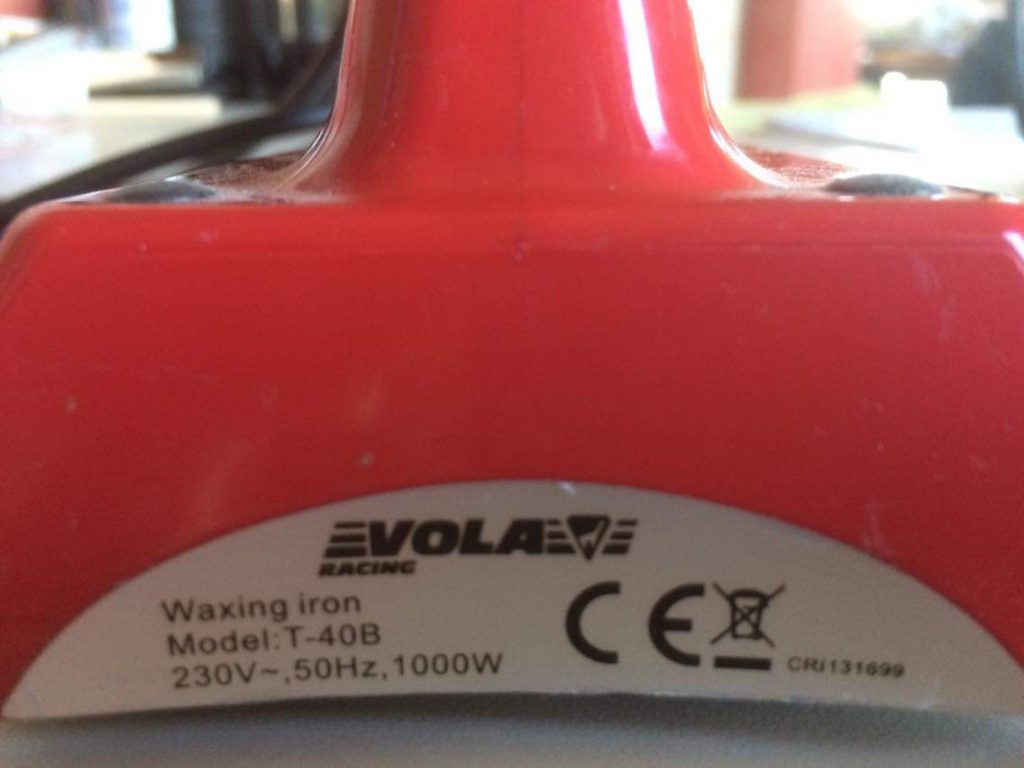 VOLA
RACING
Waxing iron
Model:T-40B
230V~,50Hz,1000W
CE
CRJ131699